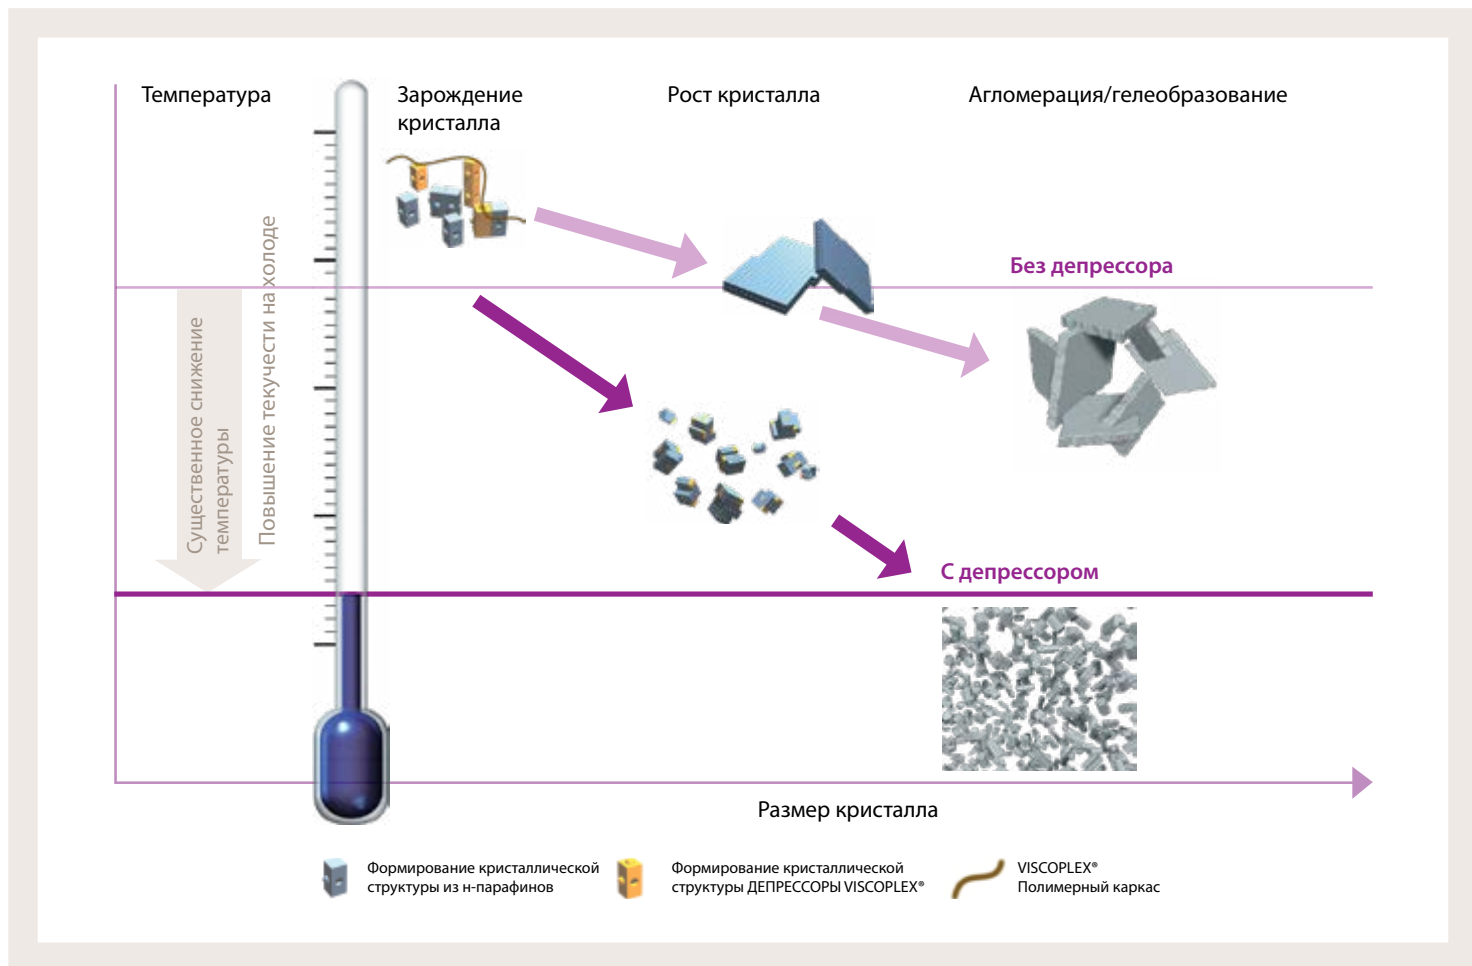 Температура
Зарождение
кристалла
Рост кристалла
Агломерация/гелеобразование
Без депрессора
Существенное снижение
температуры
Повышение текучести на холоде
С депрессором
Размер кристалла
Формирование кристаллической
структуры из н-парафинов
Формирование кристаллической
структуры ДЕПРЕССОРЫ VISCOPLEX®
VISCOPLEX®
Полимерный каркас